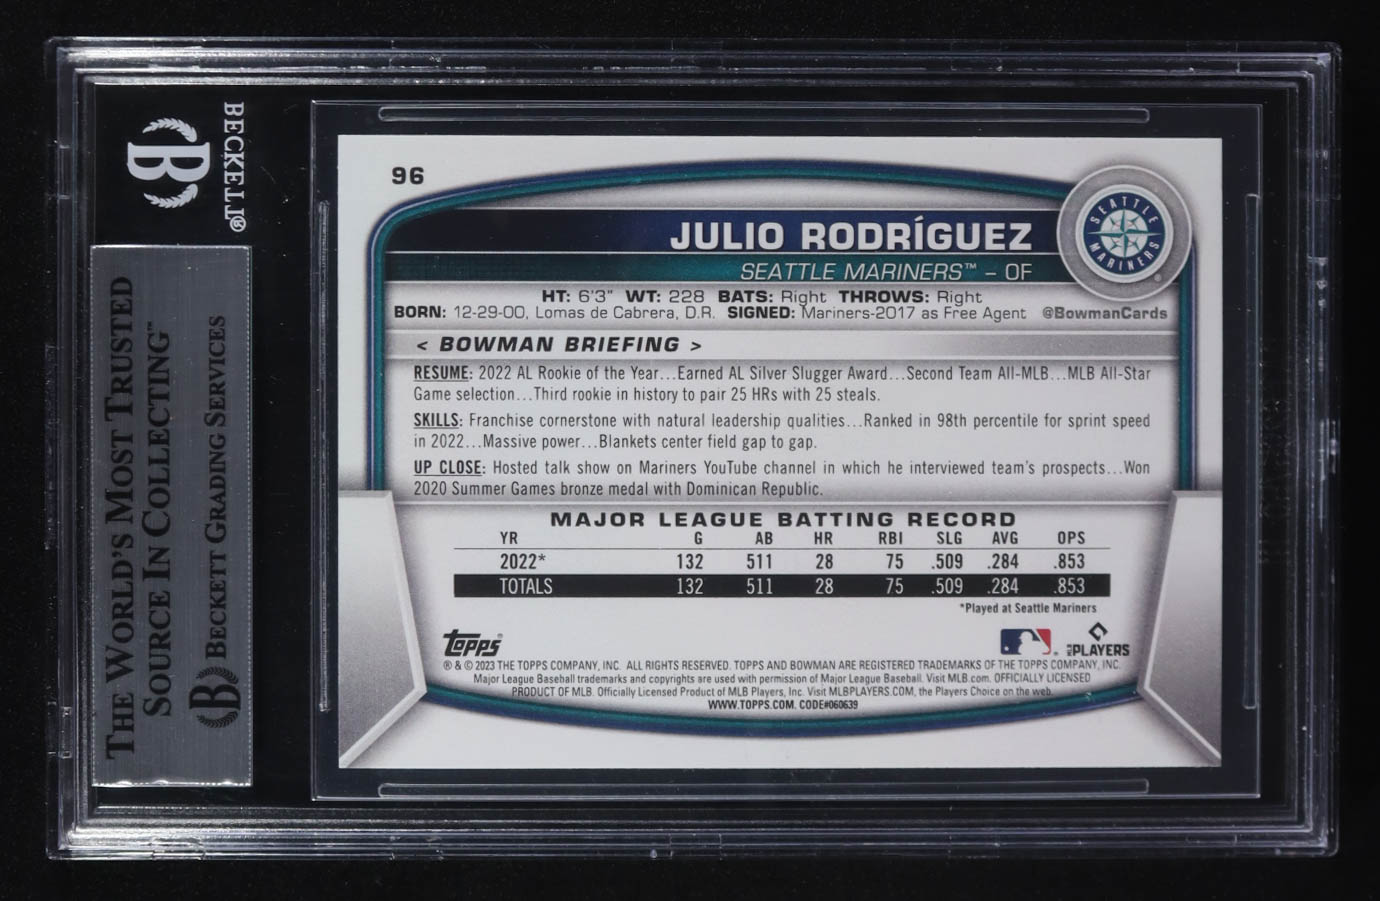 BECKETT®
B
THE WORLD'S MOST TRUSTED
SOURCE IN COLLECTING™
B BECKETT GRADING SERVICES
96
SEATTLE
MARINERS
JULIO RODRÍGUEZ
SEATTLE MARINERS™ – OF
HT: 6'3" WT: 228 BATS: Right THROWS: Right
BORN: 12-29-00, Lomas de Cabrera, D.R. SIGNED: Mariners-2017 as Free Agent @BowmanCards
< BOWMAN BRIEFING >
RESUME: 2022 AL Rookie of the Year...Earned AL Silver Slugger Award...Second Team All-MLB...MLB All-Star
Game selection...Third rookie in history to pair 25 HRs with 25 steals.
SKILLS: Franchise cornerstone with natural leadership qualities...Ranked in 98th percentile for sprint speed
in 2022...Massive power...Blankets center field gap to gap.
UP CLOSE: Hosted talk show on Mariners YouTube channel in which he interviewed team's prospects...Won
2020 Summer Games bronze medal with Dominican Republic.
MAJOR LEAGUE BATTING RECORD
YR G AB HR RBI SLG AVG OPS
2022* 132 511 28 75 .509 .284 .853
TOTALS 132 511 28 75 .509 .284 .853
*Played at Seattle Mariners
Topps®
PLAYERS
® & © 2023 THE TOPPS COMPANY, INC. ALL RIGHTS RESERVED. TOPPS AND BOWMAN ARE REGISTERED TRADEMARKS OF THE TOPPS COMPANY, INC.
Major League Baseball trademarks and copyrights are used with permission of Major League Baseball. Visit MLB.com. OFFICIALLY LICENSED
PRODUCT OF MLB. Officially Licensed Product of MLB Players, Inc. Visit MLBPLAYERS.COM, the Players Choice on the web.
WWW.TOPPS.COM. CODE#060639